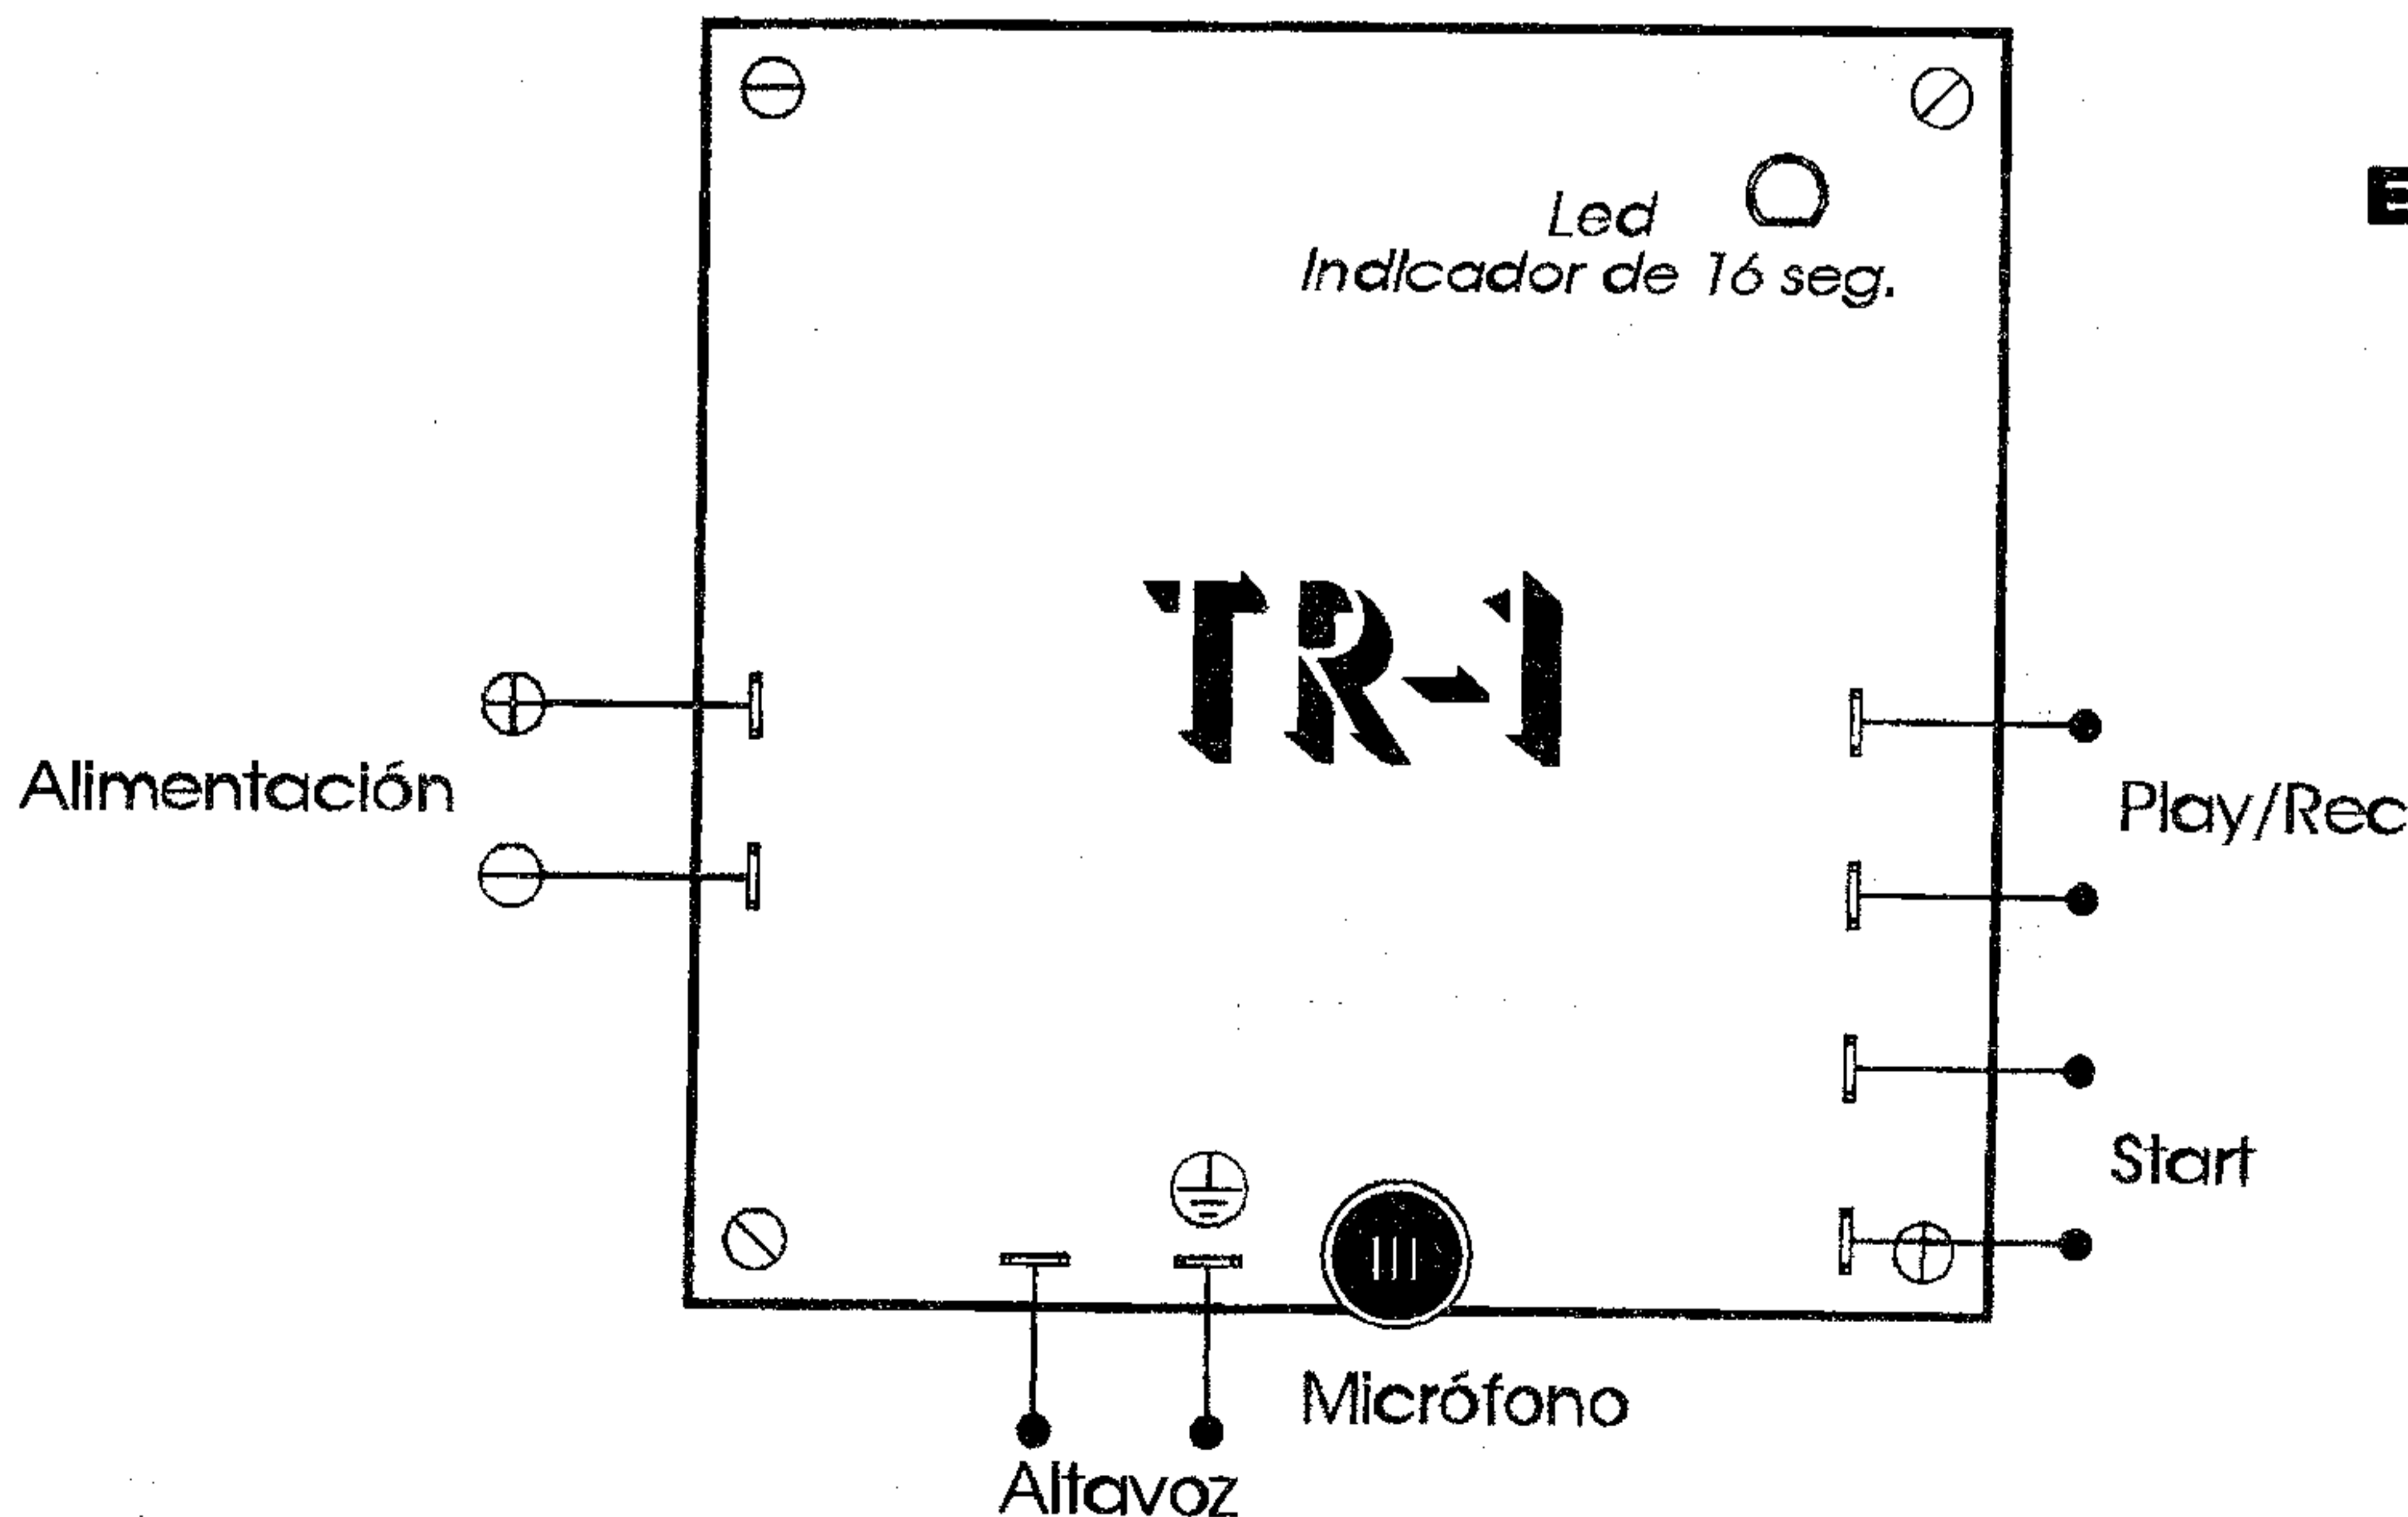 Led
Indicador de 16 seg.
TR-1
Alimentación
Play/Rec
Start
Micrófono
Altavoz